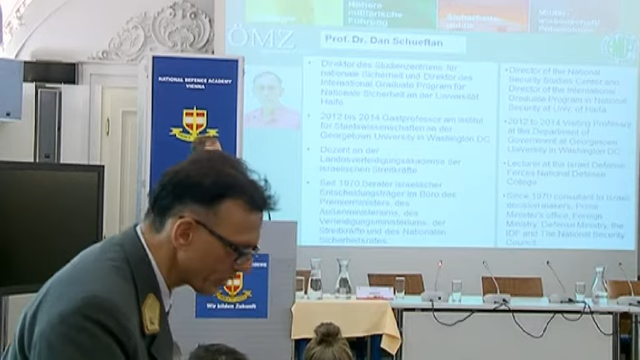 Höhere
politikische
Führung
ÖMZ
Prof. Dr. Dan Schueftan
NATIONAL DEFENCE ACADEMY
VIENNA
Direktor des Studienzentrums für
nationale Sicherheit und Direktor des
International Graduate Program für
Nationale Sicherheit an der Universität
Haifa
2012 bis 2014 Gastprofessor am Institut
für Staatswissenschaften an der
Georgetown University in Washington DC
Dozent an der
Landesverteidigungsakademie der
Israelischen Streitkräfte
Seit 1970 Berater israelischer
Entscheidungsträger im Büro des
Premierministers, des
Außenministeriums, des
Verteidigungsministeriums, der
Streitkräfte und des Nationalen
Sicherheitsrates.
Director of the National
Security Studies Center and
Director of the International
Graduate Program in National
Security at Univ. of Haifa
2012 to 2014 Visiting Professor
at the Department of
Government at Georgetown
University in Washington DC
Lecturer at the Israel Defense
Forces National Defense
College
Since 1970 consultant to Israeli
decision makers, Prime
Minister's office, Foreign
Ministry, Defense Ministry, the
IDF and The National Security
Council
Wir bilden Zukunft